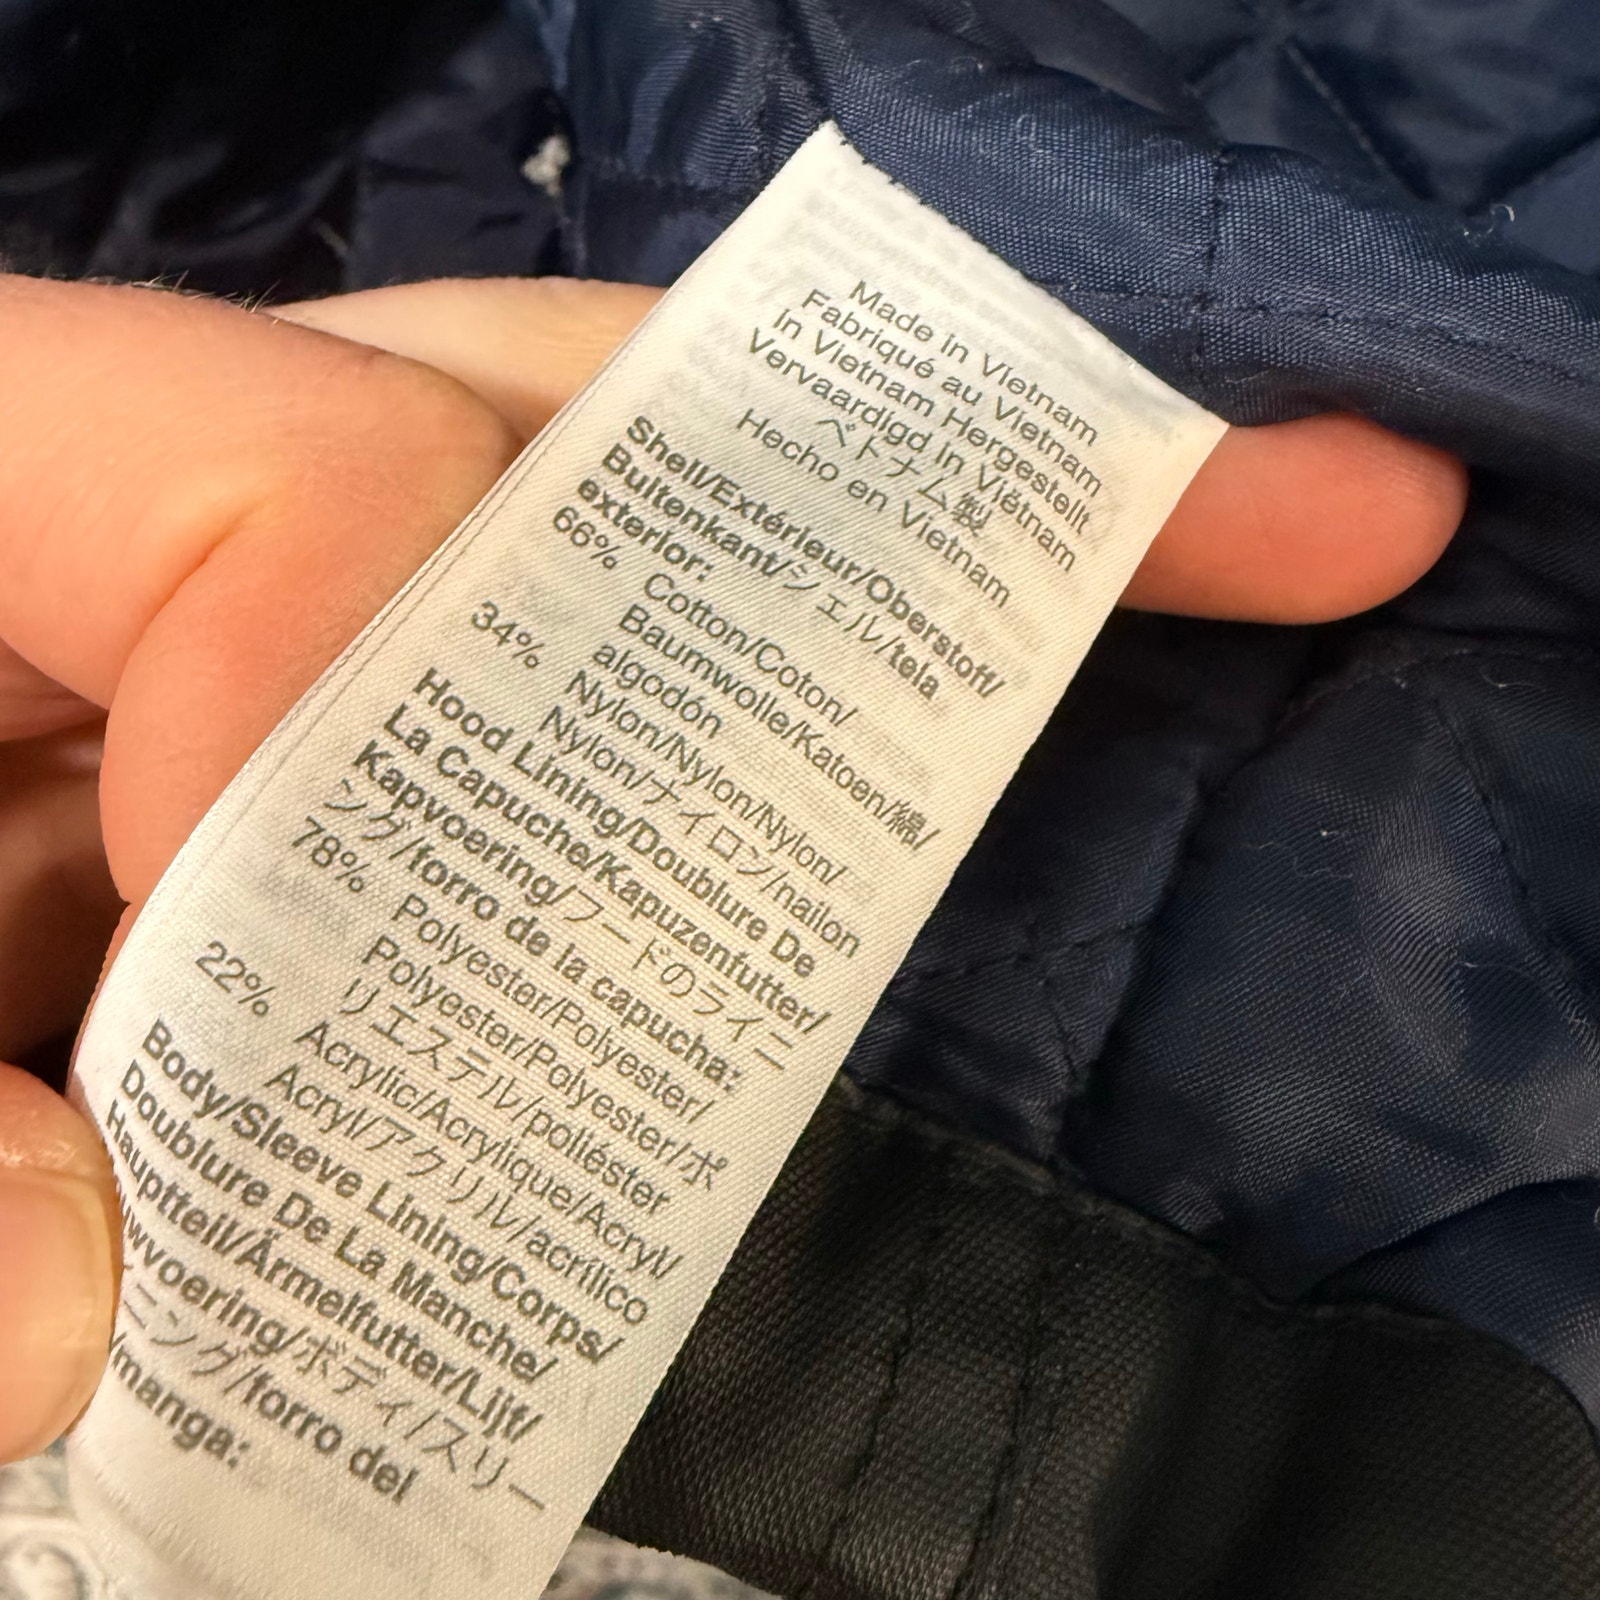 Made in Vietnam
Fabriqué au Vietnam
in Vietnam Hergestellt
Vervaardigd in Viëtnam
ベトナム製
Hecho en Vietnam
Shell/Extérieur/Oberstoff/
Buitenkant/シェル/tela
exterior:
66% Cotton/Coton/
Baumwolle/Katoen/綿/
algodón
34% Nylon/Nylon/Nylon/
Nylon/ナイロン/nailon
Hood Lining/Doublure De
La Capuche/Kapuzenfutter/
Kapvoering/フードのライニ
ング/forro de la capucha:
78% Polyester/Polyester/
Polyester/Polyester/ポ
リエステル/poliéster
22% Acrylic/Acrylique/Acryl/
Acryl/アクリル/acrílico
Body/Sleeve Lining/Corps/
Doublure De La Manche/
Hauptteil/Ärmelfutter/Lijf/
uwvoering/ボディ/スリー
ニング/forro del
/manga: